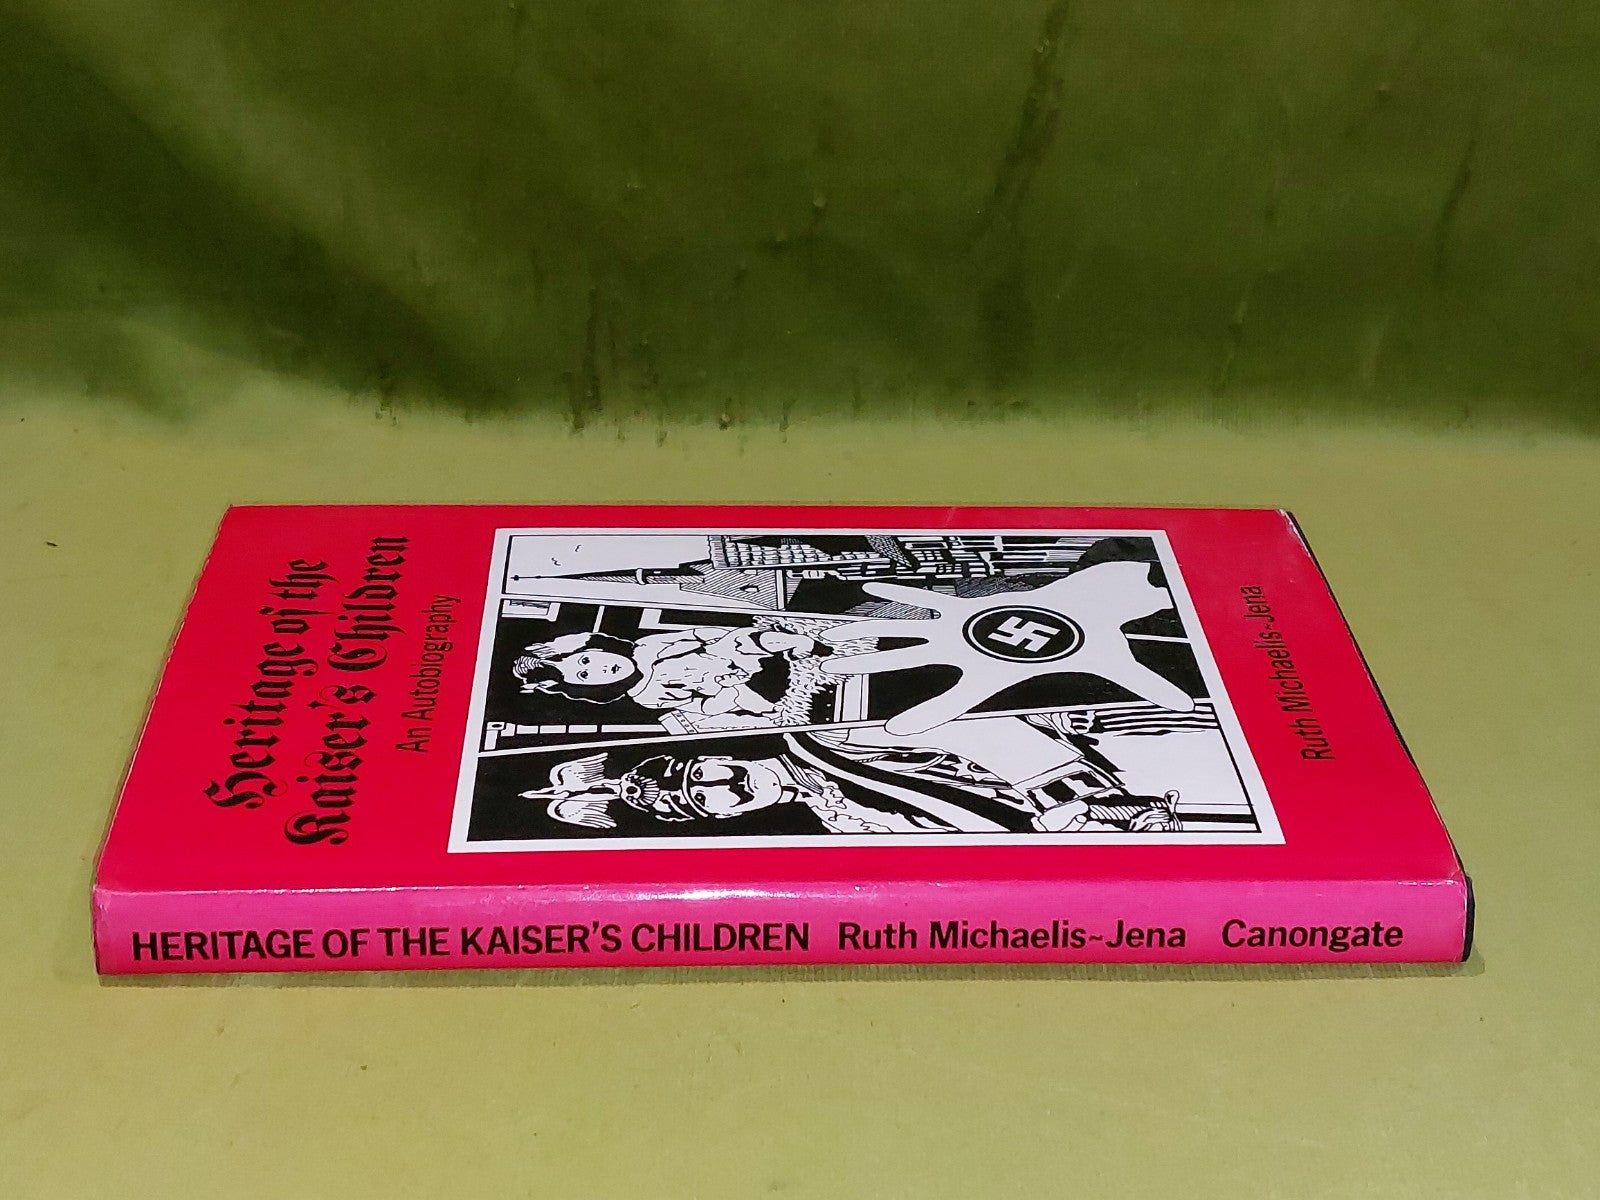 Heritage of the
Kaiser's Children
An Autobiography
Ruth Michaelis~Jena
HERITAGE OF THE KAISER'S CHILDREN Ruth Michaelis~Jena Canongate